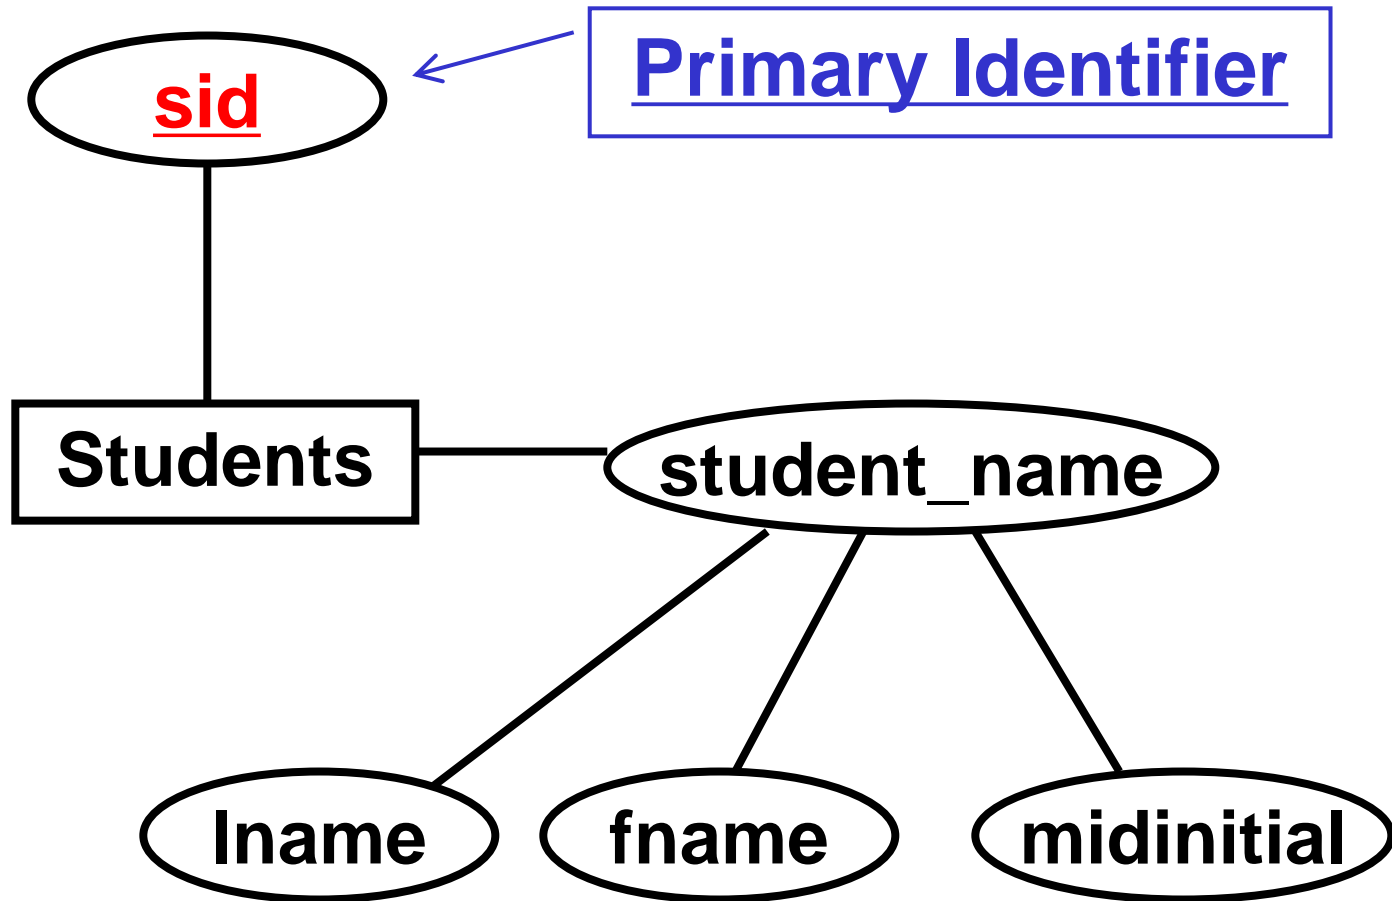 sid
Primary Identifier
Students
student_name
lname
fname
midinitial